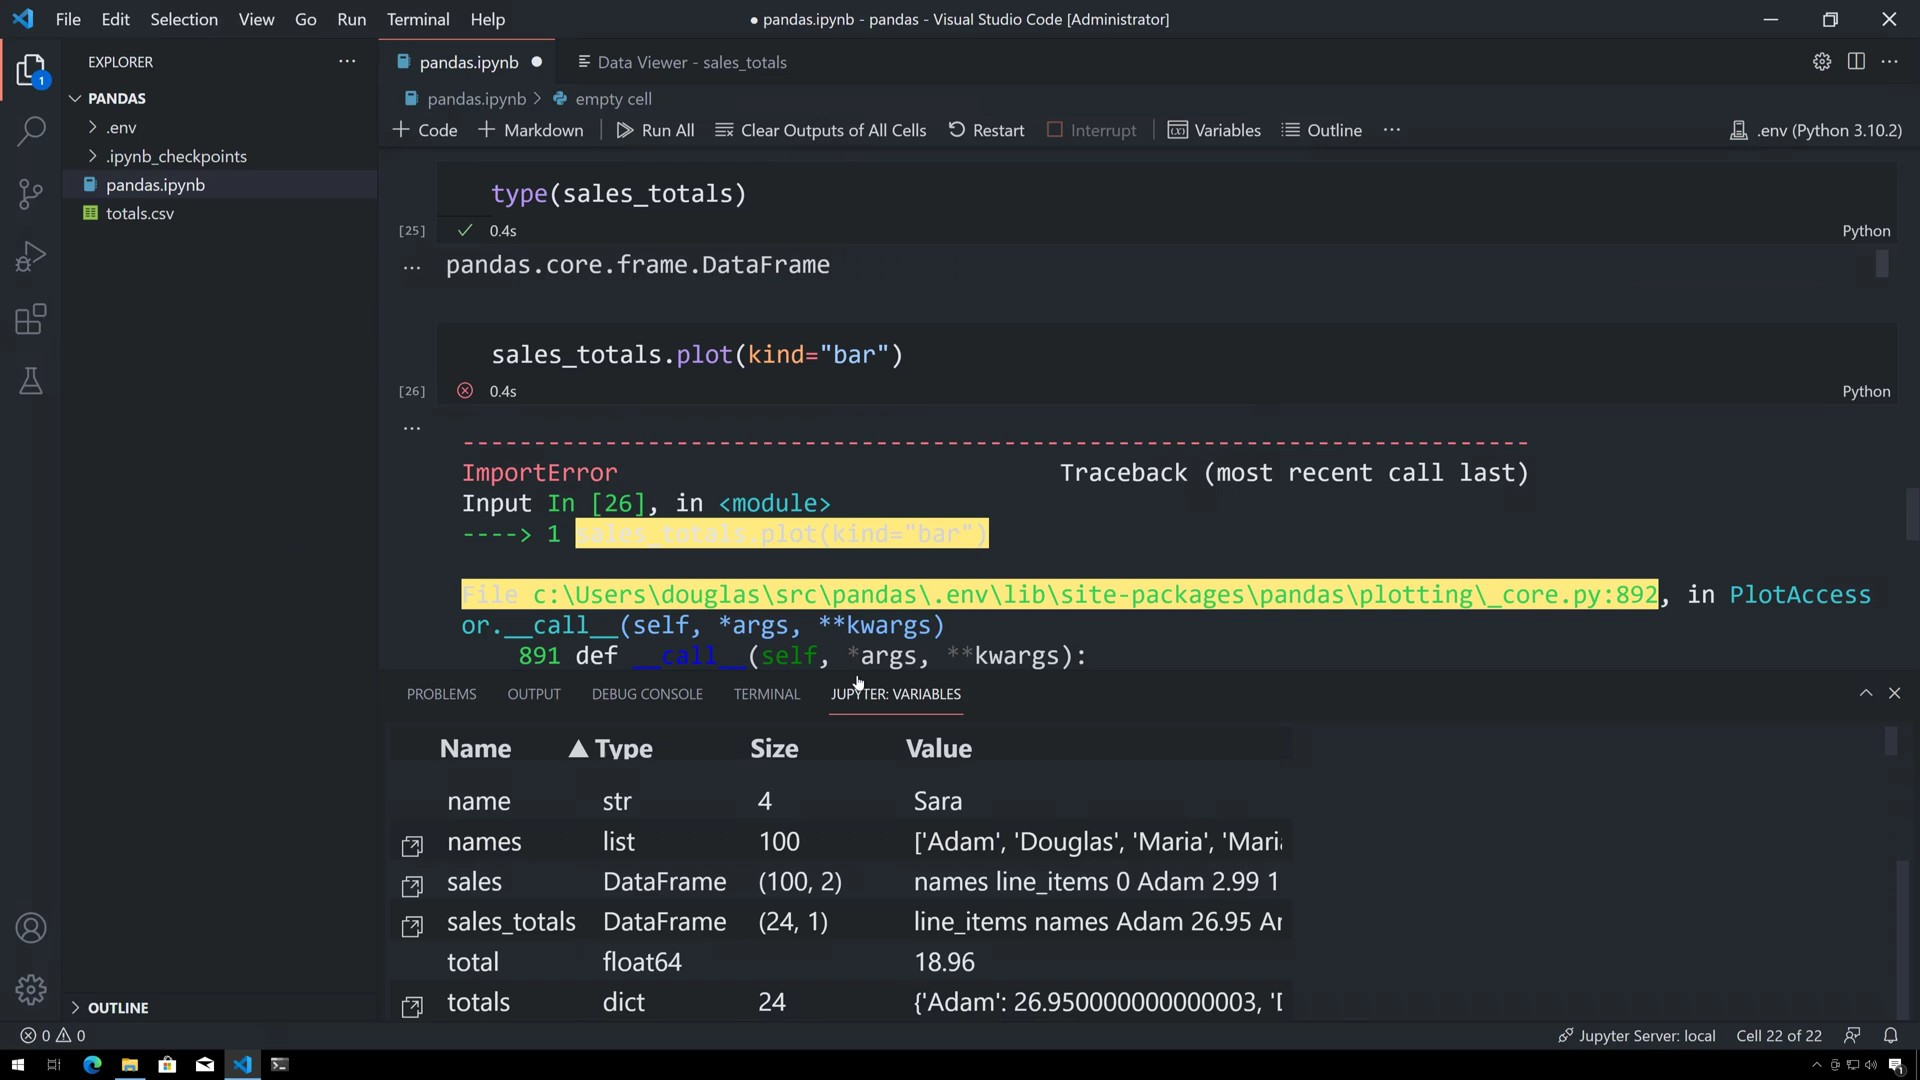 File Edit Selection View Go Run Terminal Help
● pandas.ipynb - pandas - Visual Studio Code [Administrator]
EXPLORER
PANDAS
.env
.ipynb_checkpoints
pandas.ipynb
totals.csv
OUTLINE
1
pandas.ipynb
Data Viewer - sales_totals
pandas.ipynb > empty cell
+ Code + Markdown Run All Clear Outputs of All Cells Restart Interrupt Variables Outline ... .env (Python 3.10.2)
type(sales_totals)
[25] 0.4s Python
... pandas.core.frame.DataFrame
sales_totals.plot(kind="bar")
[26] 0.4s Python
...
---------------------------------------------------------------------------
ImportError Traceback (most recent call last)
Input In [26], in <module>
----> 1 sales_totals.plot(kind="bar")
File c:\Users\douglas\src\pandas\.env\lib\site-packages\pandas\plotting\_core.py:892, in PlotAccess
or.__call__(self, *args, **kwargs)
891 def __call__(self, *args, **kwargs):
PROBLEMS OUTPUT DEBUG CONSOLE TERMINAL JUPYTER: VARIABLES
Name ▲ Type Size Value
name str 4 Sara
names list 100 ['Adam', 'Douglas', 'Maria', 'Mari
sales DataFrame (100, 2) names line_items 0 Adam 2.99 1
sales_totals DataFrame (24, 1) line_items names Adam 26.95 Ar
total float64 18.96
totals dict 24 {'Adam': 26.950000000000003, '
0 0
Jupyter Server: local Cell 22 of 22
1